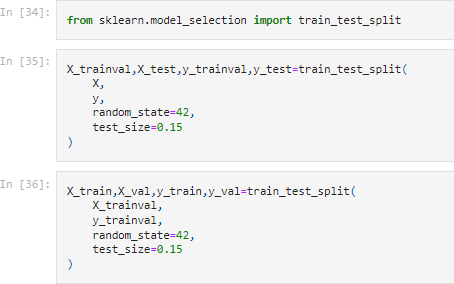 In [34]:
from sklearn.model_selection import train_test_split
In [35]:
X_trainval,X_test,y_trainval,y_test=train_test_split(
    X,
    y,
    random_state=42,
    test_size=0.15
)
In [36]:
X_train,X_val,y_train,y_val=train_test_split(
    X_trainval,
    y_trainval,
    random_state=42,
    test_size=0.15
)